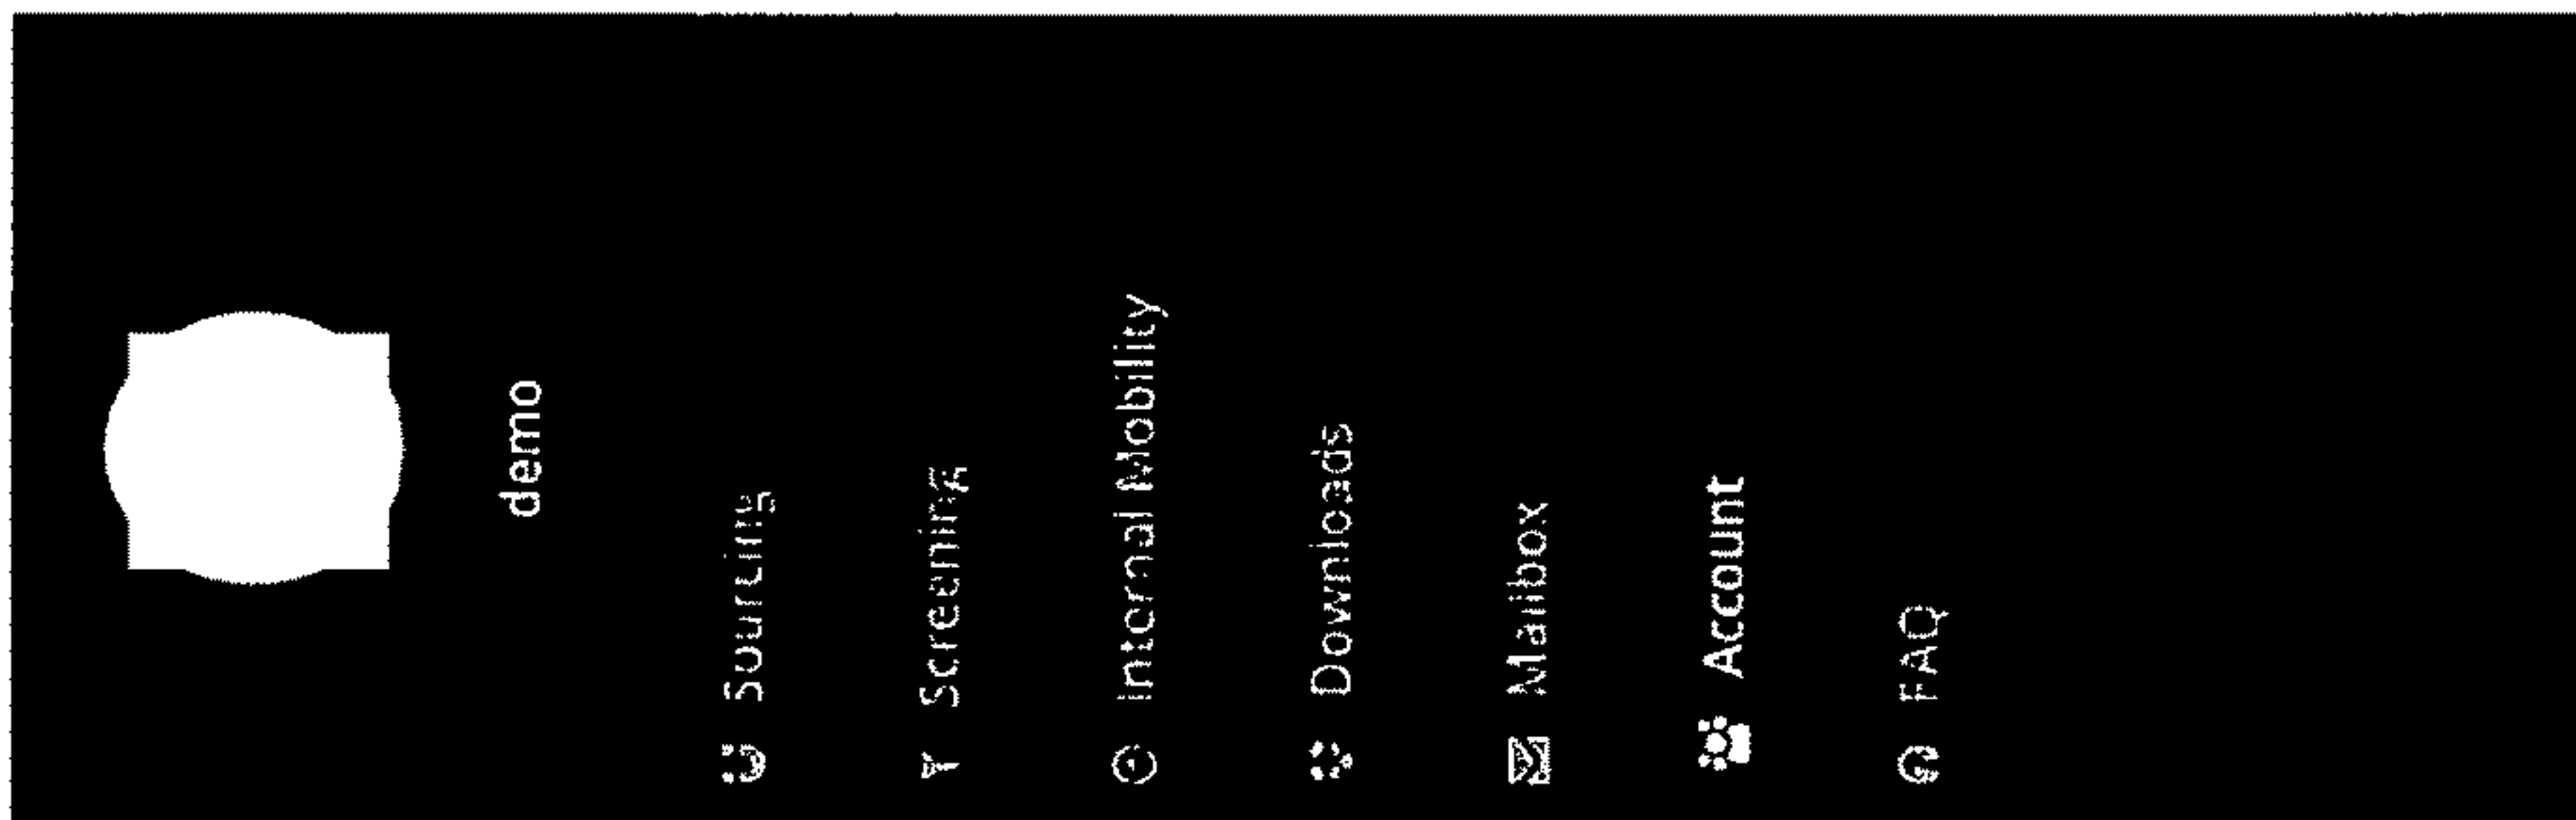 demo
Sourcing
Screening
Internal Mobility
Downloads
Mailbox
Account
FAQ